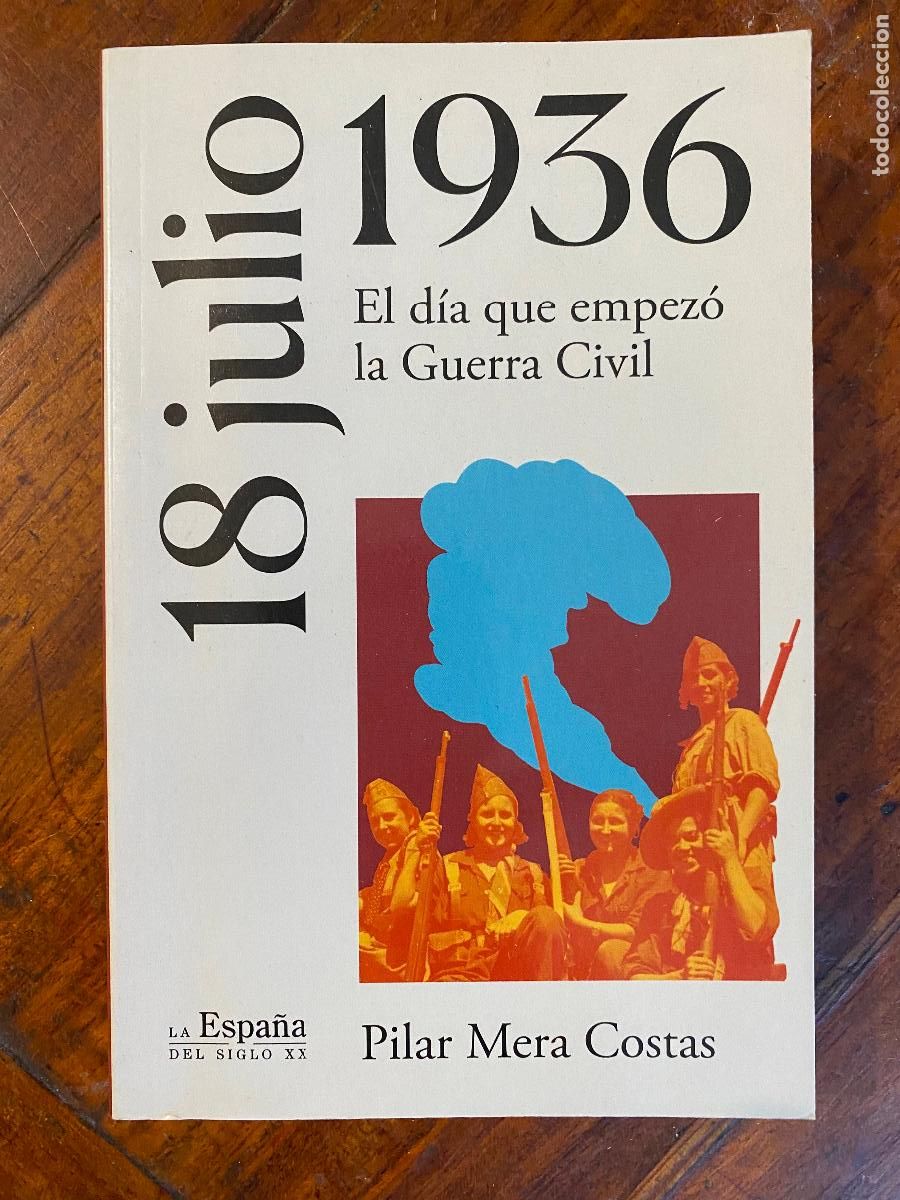 18 julio
1936
El día que empezó
la Guerra Civil
LA España
DEL SIGLO XX
Pilar Mera Costas
todocoleccion